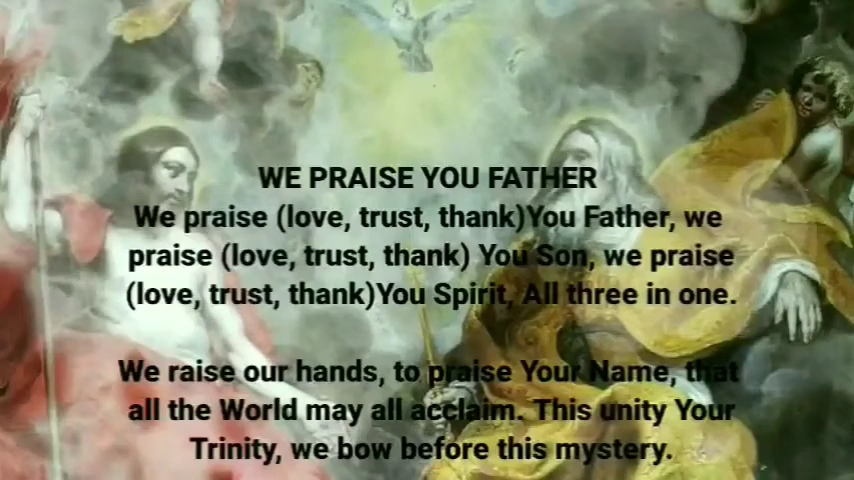 WE PRAISE YOU FATHER
We praise (love, trust, thank)You Father, we
praise (love, trust, thank) You Son, we praise
(love, trust, thank)You Spirit, All three in one.
We raise our hands, to praise Your Name, that
all the World may all acclaim. This unity Your
Trinity, we bow before this mystery.